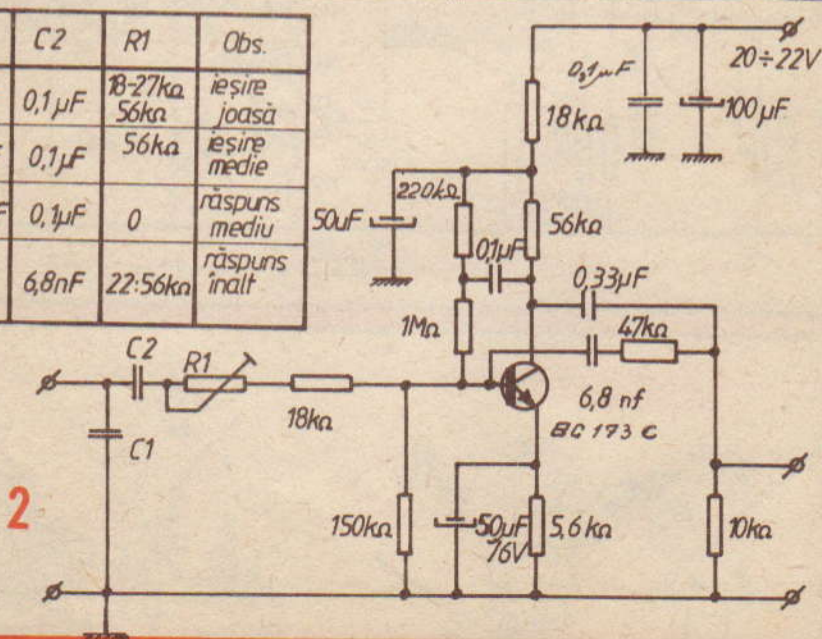 C2 R1 Obs.
0,1µF 18-27kΩ 56kΩ ieșire joasă
0,1µF 56kΩ ieșire medie
F 0,1µF 0 răspuns mediu
6,8nF 22÷56kΩ răspuns înalt
20÷22V
0,1µF
100µF
18kΩ
220kΩ
50uF
56kΩ
0,1µF
0,33µF
1MΩ
47kΩ
C2
R1
6,8 nf
BC 173 C
18kΩ
C1
2
150kΩ
50µF
/6V
5,6kΩ
10kΩ